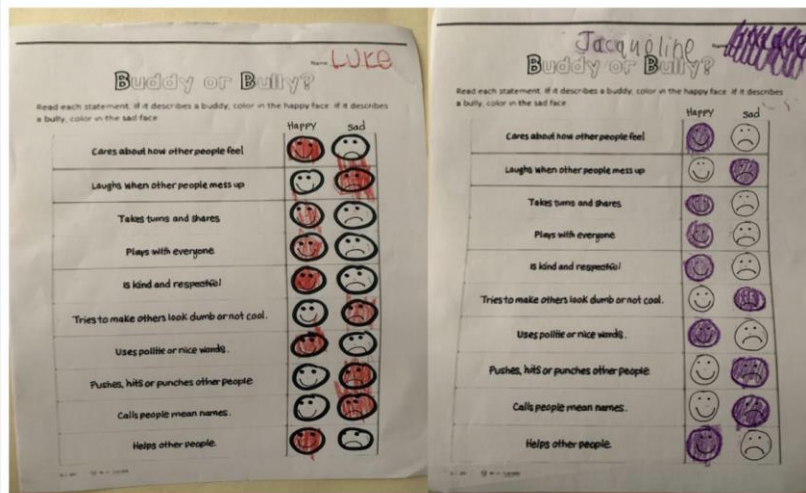 Name LUKE
Buddy or Bully?
Read each statement. If it describes a buddy, color in the happy face. If it describes
a bully, color in the sad face
Happy sad
Cares about how other people feel
Laughs when other people mess up
Takes turns and shares
Plays with everyone
Is kind and respectful
Tries to make others look dumb or not cool.
Uses polite or nice words.
Pushes, hits or punches other people
Calls people mean names.
Helps other people.
Jacqueline
Buddy or Bully?
Read each statement. If it describes a buddy, color in the happy face. If it describes
a bully, color in the sad face
Happy sad
Cares about how other people feel
Laughs when other people mess up
Takes turns and shares
Plays with everyone
Is kind and respectful
Tries to make others look dumb or not cool.
Uses polite or nice words.
Pushes, hits or punches other people
Calls people mean names.
Helps other people.